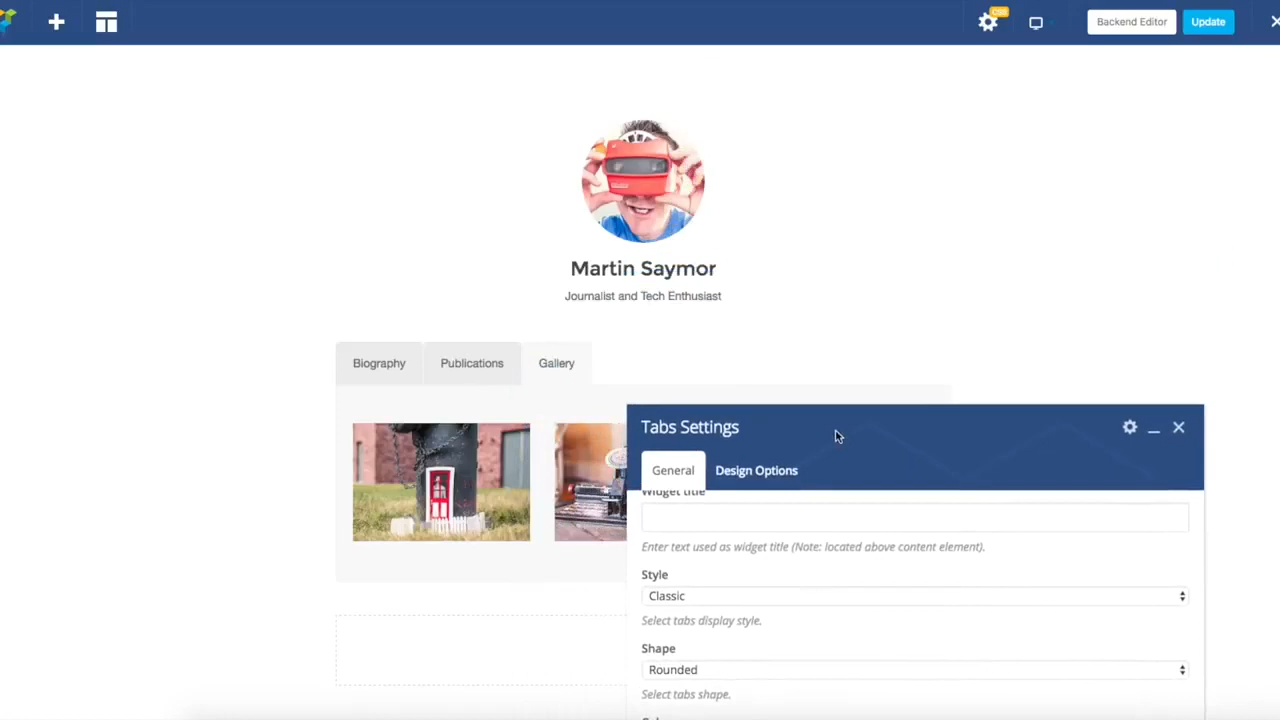 CSS
Backend Editor
Update
Martin Saymor
Journalist and Tech Enthusiast
Biography
Publications
Gallery
Tabs Settings
General
Design Options
Widget title
Enter text used as widget title (Note: located above content element).
Style
Classic
Select tabs display style.
Shape
Rounded
Select tabs shape.